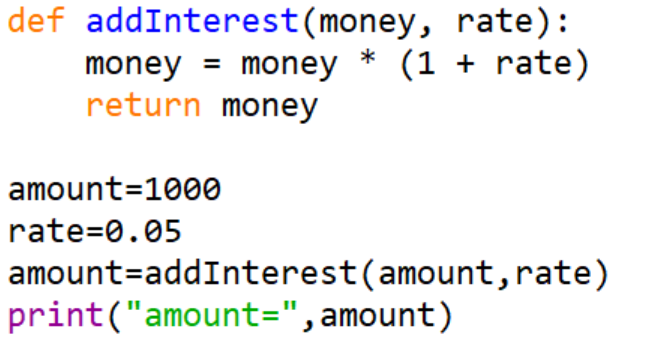 def addInterest(money, rate):
    money = money * (1 + rate)
    return money

amount=1000
rate=0.05
amount=addInterest(amount,rate)
print("amount=",amount)